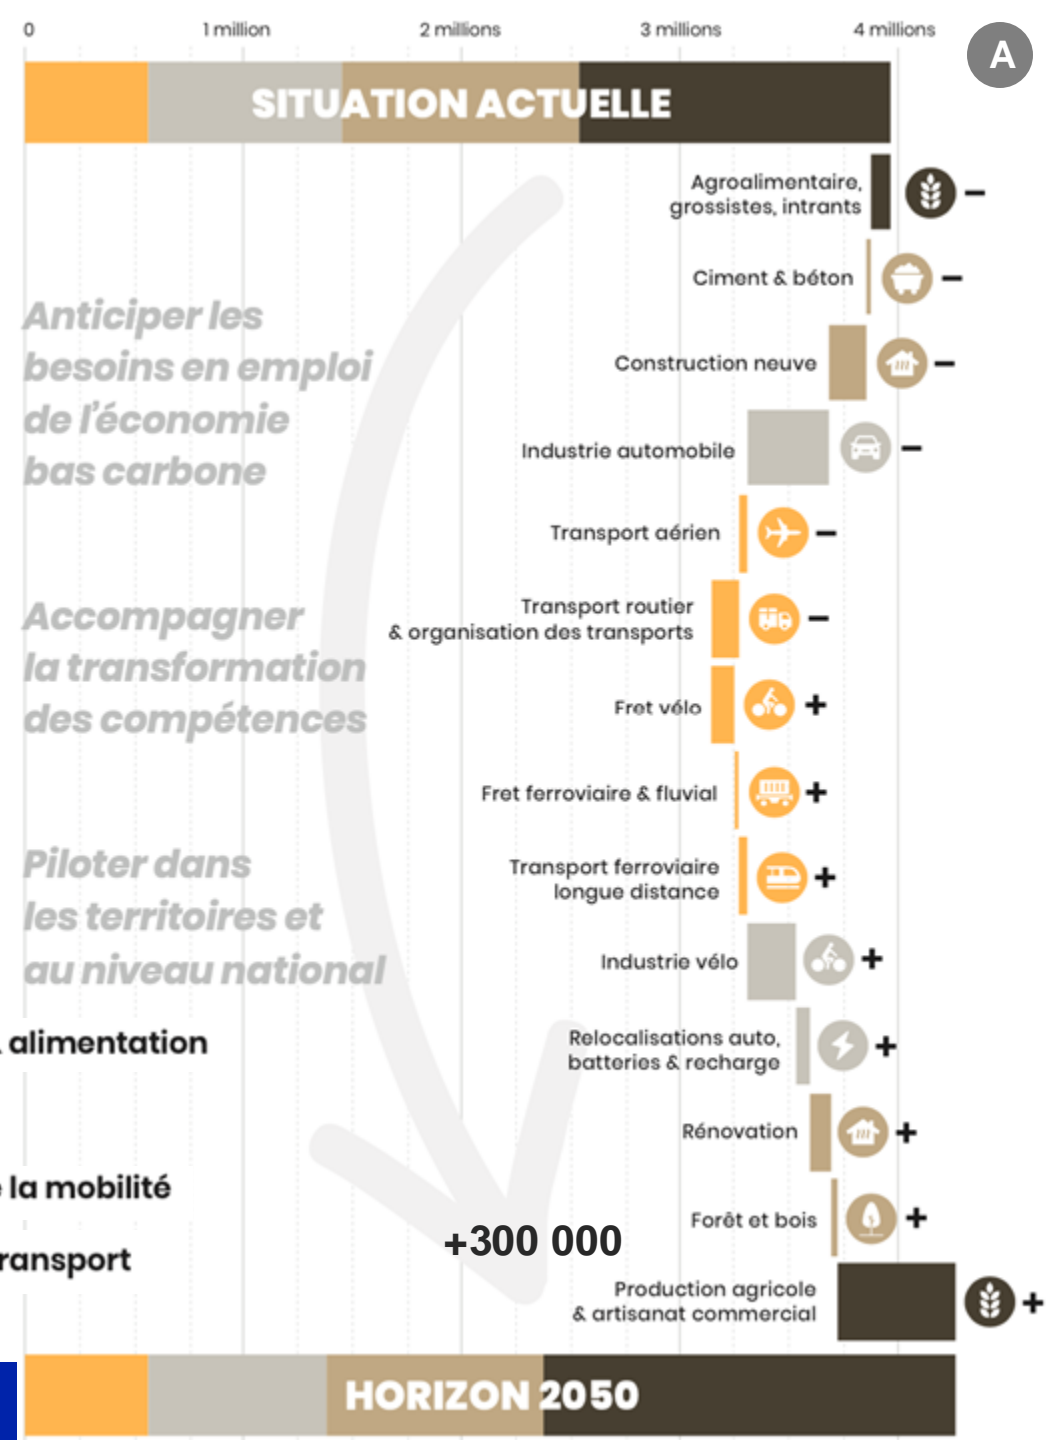 0 1 million 2 millions 3 millions 4 millions
A
SITUATION ACTUELLE
Agroalimentaire,
grossistes, intrants
−
Ciment & béton
−
Construction neuve
−
Industrie automobile
−
Transport aérien
−
Transport routier
& organisation des transports
−
Fret vélo
+
Fret ferroviaire & fluvial
+
Transport ferroviaire
longue distance
+
Industrie vélo
+
Relocalisations auto,
batteries & recharge
+
Rénovation
+
Forêt et bois
+
Production agricole
& artisanat commercial
+
Anticiper les
besoins en emploi
de l'économie
bas carbone
Accompagner
la transformation
des compétences
Piloter dans
les territoires et
au niveau national
alimentation
la mobilité
ransport
+300 000
HORIZON 2050